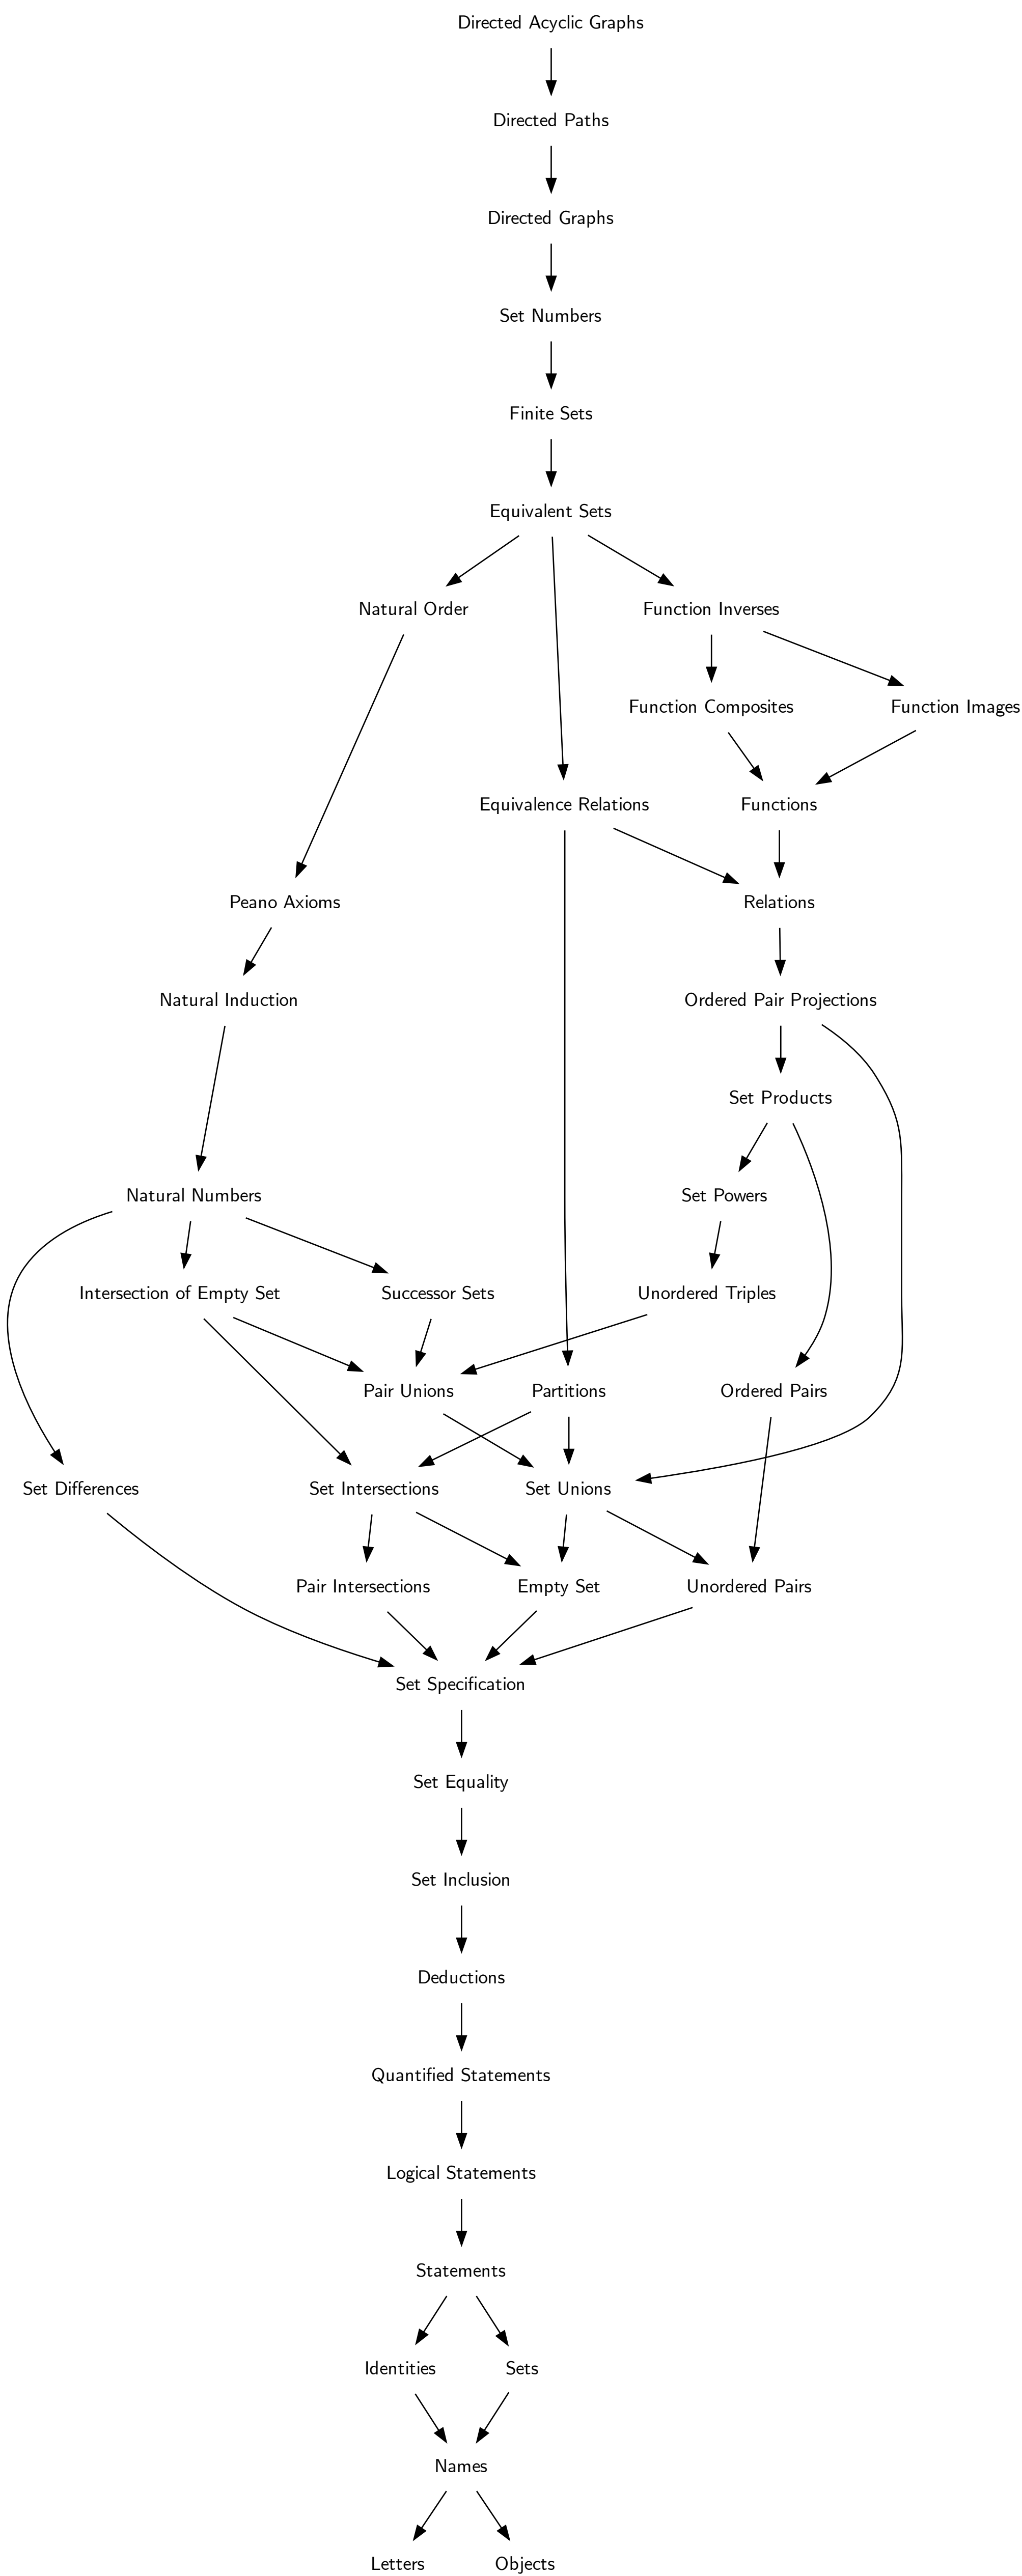 Directed Acyclic Graphs
Directed Paths
Directed Graphs
Set Numbers
Finite Sets
Equivalent Sets
Natural Order
Function Inverses
Function Composites
Function Images
Equivalence Relations
Functions
Peano Axioms
Relations
Natural Induction
Ordered Pair Projections
Set Products
Natural Numbers
Set Powers
Intersection of Empty Set
Successor Sets
Unordered Triples
Pair Unions
Partitions
Ordered Pairs
Set Differences
Set Intersections
Set Unions
Pair Intersections
Empty Set
Unordered Pairs
Set Specification
Set Equality
Set Inclusion
Deductions
Quantified Statements
Logical Statements
Statements
Identities
Sets
Names
Letters
Objects